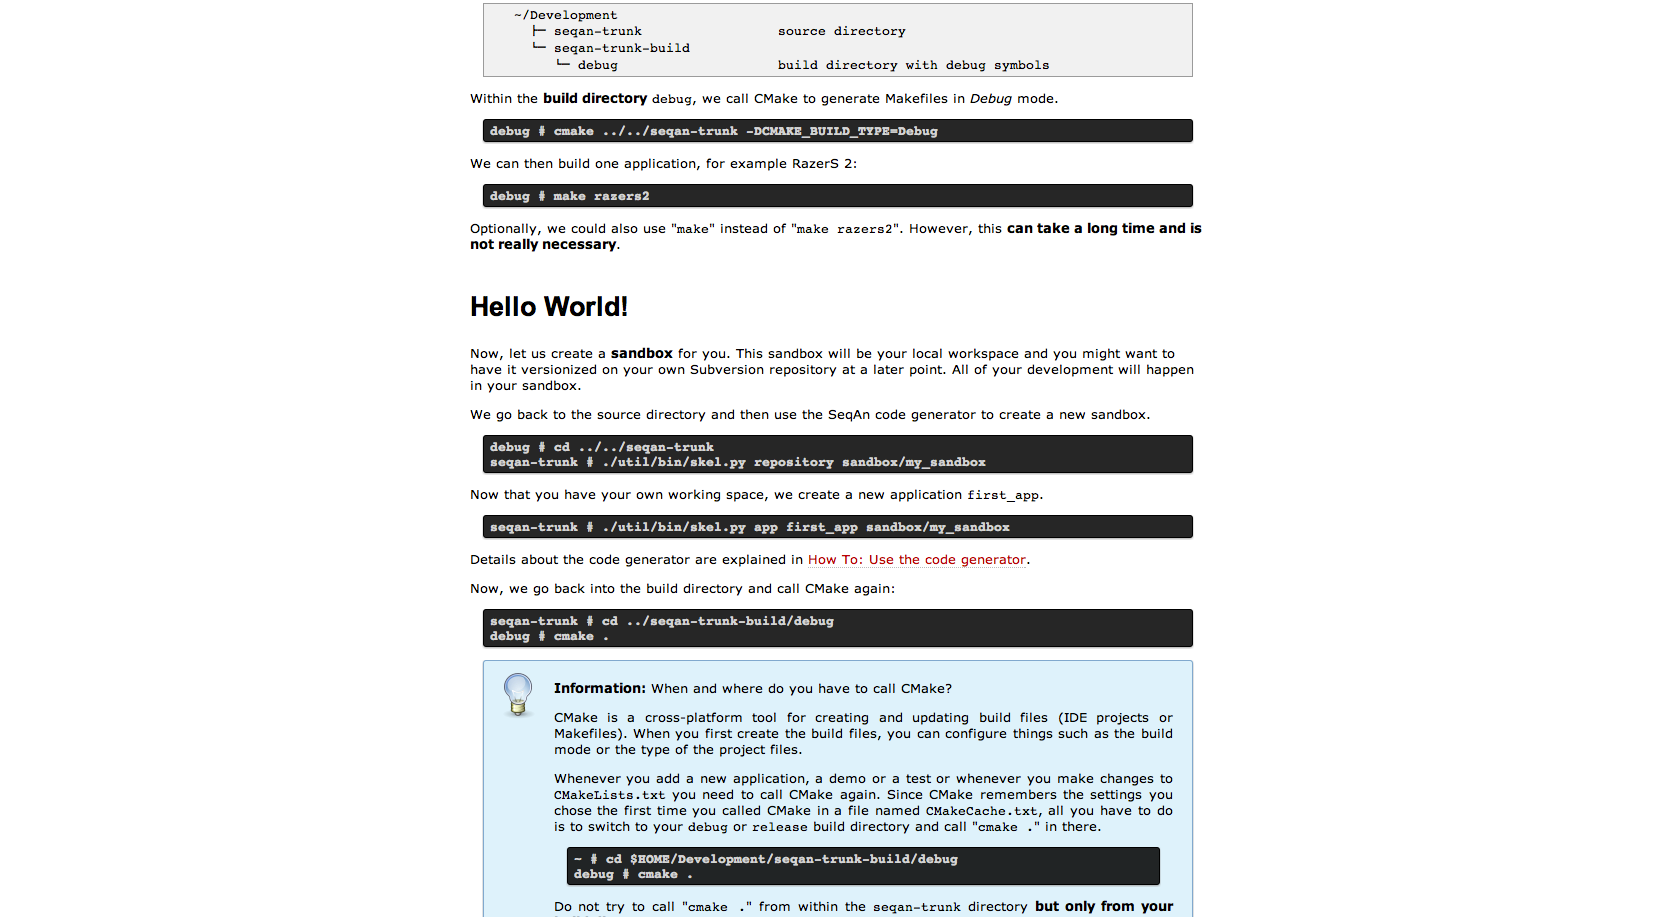 ~/Development
├─ seqan-trunk source directory
└─ seqan-trunk-build
└─ debug build directory with debug symbols
Within the build directory debug, we call CMake to generate Makefiles in Debug mode.
debug # cmake ../../seqan-trunk -DCMAKE_BUILD_TYPE=Debug
We can then build one application, for example RazerS 2:
debug # make razers2
Optionally, we could also use "make" instead of "make razers2". However, this can take a long time and is
not really necessary.
Hello World!
Now, let us create a sandbox for you. This sandbox will be your local workspace and you might want to
have it versionized on your own Subversion repository at a later point. All of your development will happen
in your sandbox.
We go back to the source directory and then use the SeqAn code generator to create a new sandbox.
debug # cd ../../seqan-trunk
seqan-trunk # ./util/bin/skel.py repository sandbox/my_sandbox
Now that you have your own working space, we create a new application first_app.
seqan-trunk # ./util/bin/skel.py app first_app sandbox/my_sandbox
Details about the code generator are explained in How To: Use the code generator.
Now, we go back into the build directory and call CMake again:
seqan-trunk # cd ../seqan-trunk-build/debug
debug # cmake .
Information: When and where do you have to call CMake?
CMake is a cross-platform tool for creating and updating build files (IDE projects or
Makefiles). When you first create the build files, you can configure things such as the build
mode or the type of the project files.
Whenever you add a new application, a demo or a test or whenever you make changes to
CMakeLists.txt you need to call CMake again. Since CMake remembers the settings you
chose the first time you called CMake in a file named CMakeCache.txt, all you have to do
is to switch to your debug or release build directory and call "cmake ." in there.
~ # cd $HOME/Development/seqan-trunk-build/debug
debug # cmake .
Do not try to call "cmake ." from within the seqan-trunk directory but only from your